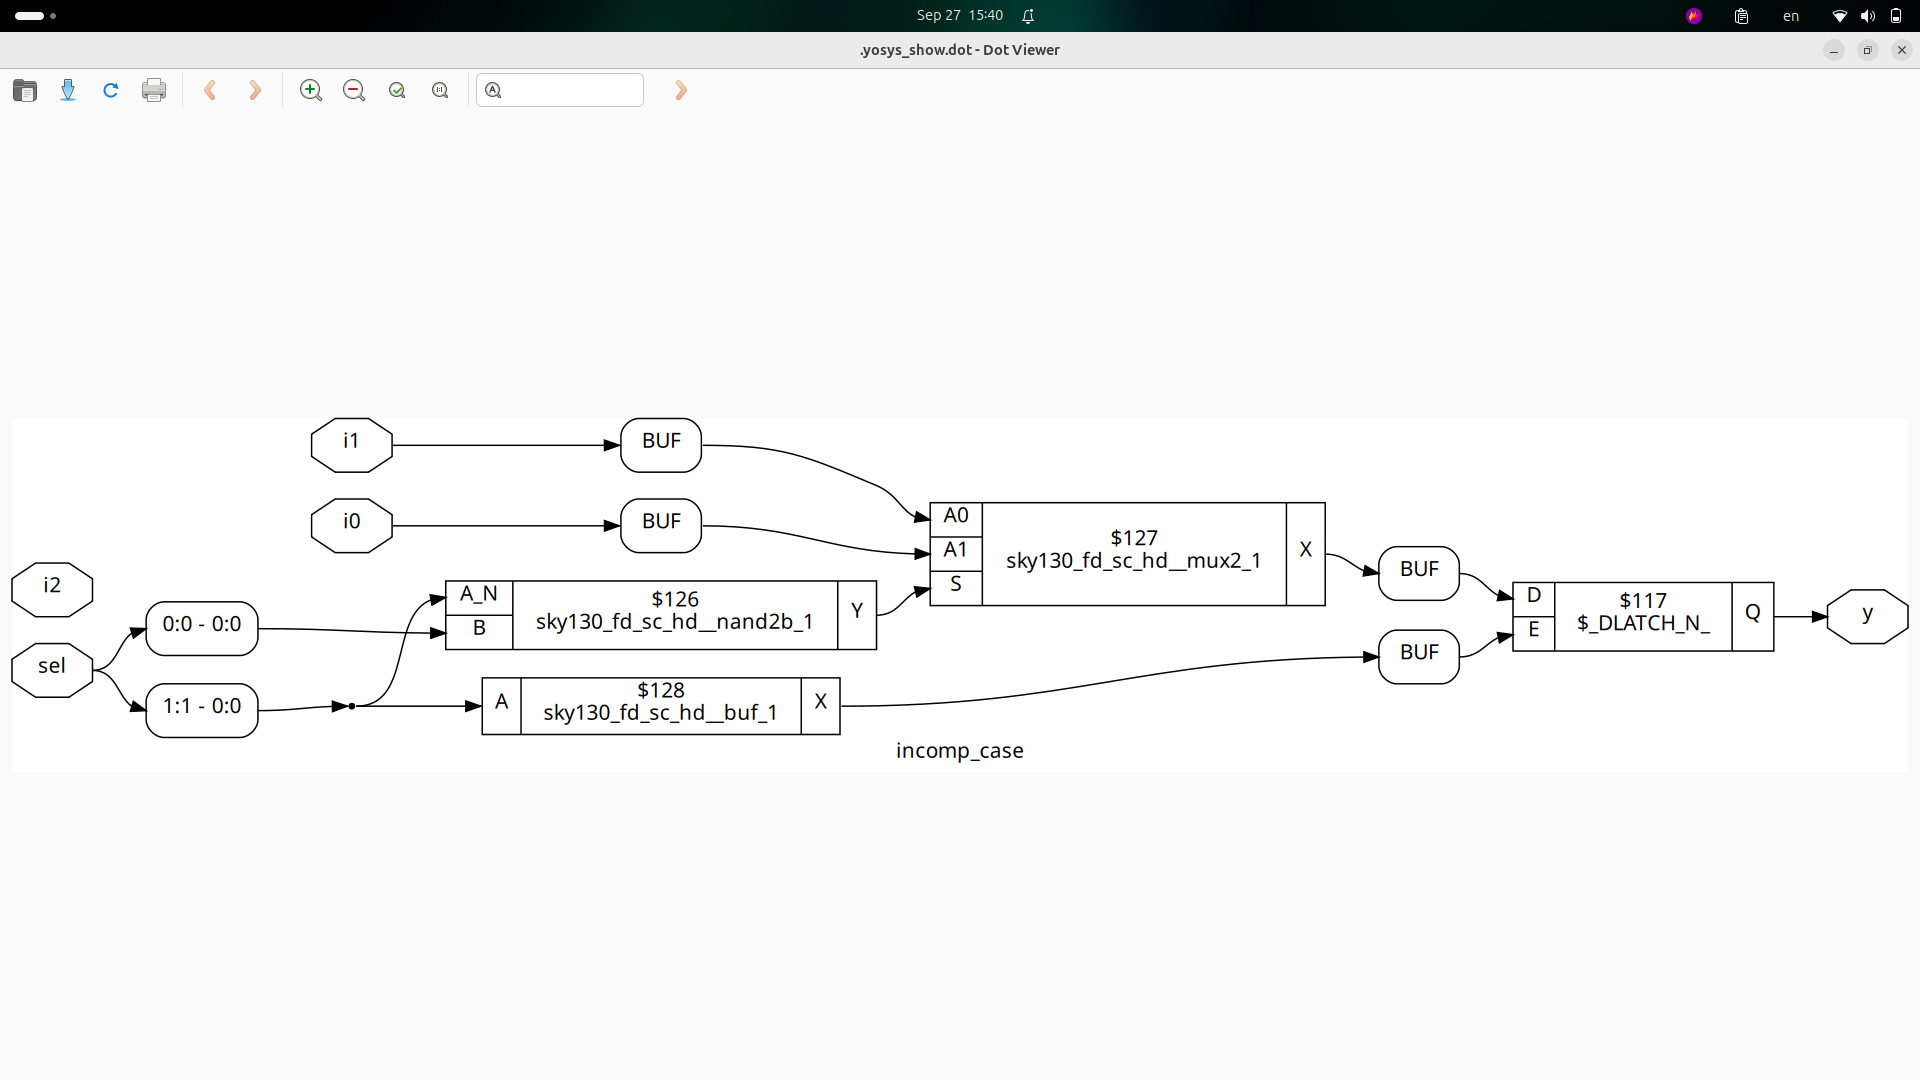 Sep 27 15:40
en
.yosys_show.dot - Dot Viewer
i1
BUF
i0
BUF
A0
A1
S
$127
sky130_fd_sc_hd__mux2_1
X
BUF
i2
sel
0:0 - 0:0
1:1 - 0:0
A_N
B
$126
sky130_fd_sc_hd__nand2b_1
Y
A
$128
sky130_fd_sc_hd__buf_1
X
BUF
D
E
$117
$_DLATCH_N_
Q
y
incomp_case